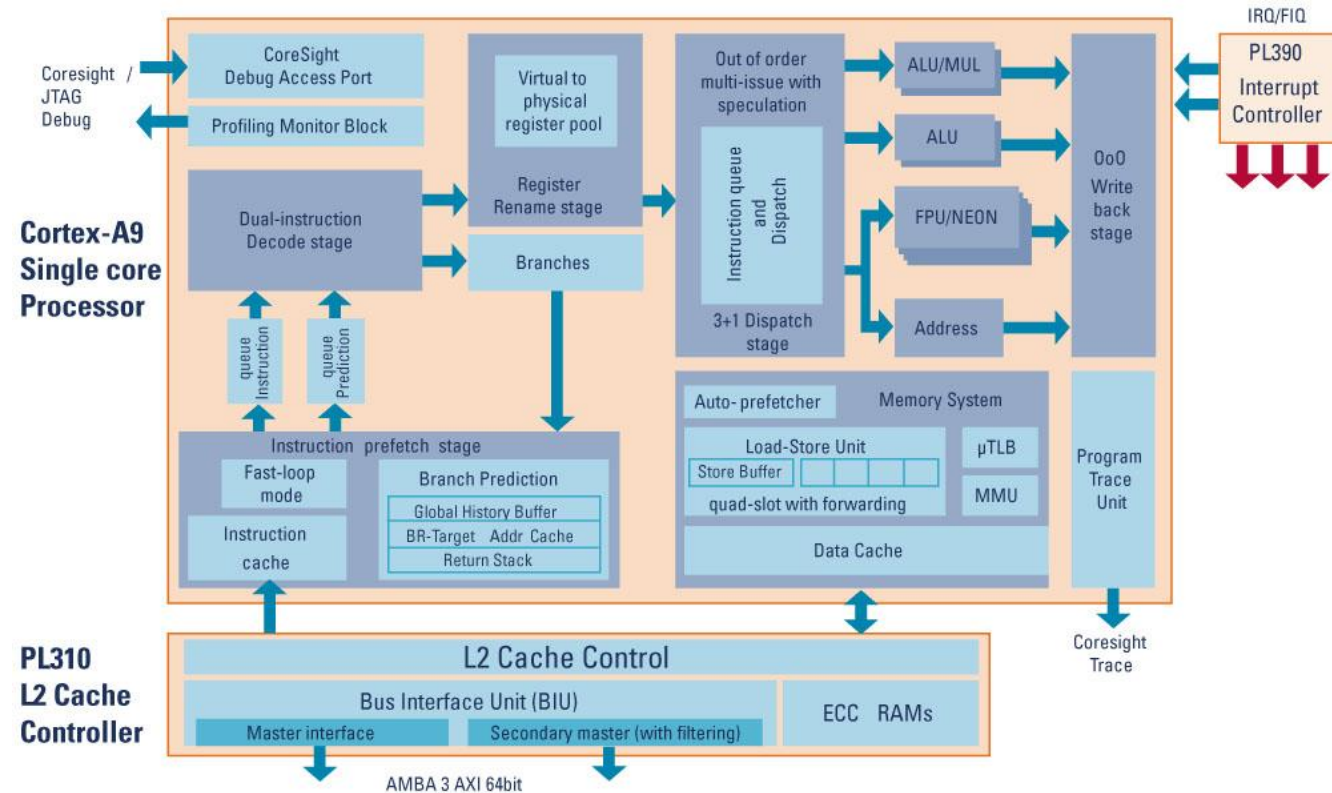 IRQ/FIQ
PL390
Interrupt
Controller
Coresight /
JTAG
Debug
CoreSight
Debug Access Port
Profiling Monitor Block
Virtual to
physical
register pool
Register
Rename stage
Out of order
multi-issue with
speculation
Instruction queue
and
Dispatch
3+1 Dispatch
stage
ALU/MUL
ALU
FPU/NEON
Address
OoO
Write
back
stage
Cortex-A9
Single core
Processor
Dual-instruction
Decode stage
Branches
queue
Instruction
queue
Prediction
Instruction prefetch stage
Fast-loop
mode
Instruction
cache
Branch Prediction
Global History Buffer
BR-Target Addr Cache
Return Stack
Auto-prefetcher
Memory System
Load-Store Unit
Store Buffer
quad-slot with forwarding
µTLB
MMU
Data Cache
Program
Trace
Unit
Coresight
Trace
PL310
L2 Cache
Controller
L2 Cache Control
Bus Interface Unit (BIU)
Master interface
Secondary master (with filtering)
ECC RAMs
AMBA 3 AXI 64bit